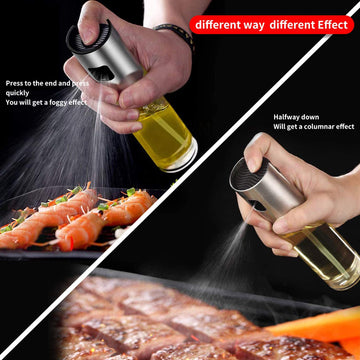 different way  different Effect
Press to the end and press
quickly
You will get a foggy effect
Halfway down
Will get a columnar effect